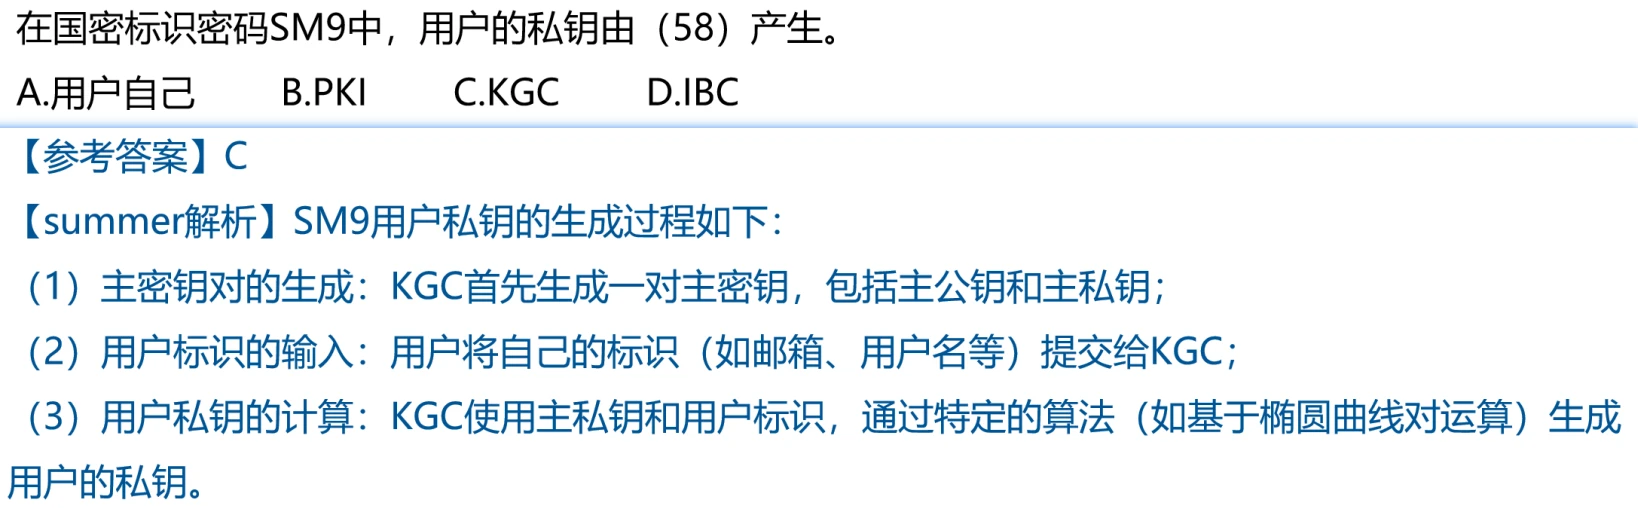 在国密标识密码SM9中，用户的私钥由（58）产生。
A.用户自己 B.PKI C.KGC D.IBC
【参考答案】C
【summer解析】SM9用户私钥的生成过程如下：
（1）主密钥对的生成：KGC首先生成一对主密钥，包括主公钥和主私钥；
（2）用户标识的输入：用户将自己的标识（如邮箱、用户名等）提交给KGC；
（3）用户私钥的计算：KGC使用主私钥和用户标识，通过特定的算法（如基于椭圆曲线对运算）生成
用户的私钥。